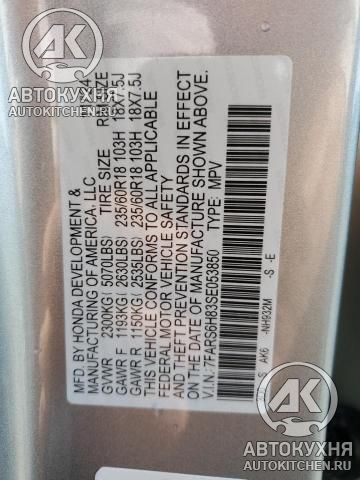 АВТОКУХНЯ
AUTOKITCHEN.RU
MFD. BY HONDA DEVELOPMENT &
MANUFACTURING OF AMERICA, LLC
TIRE SIZE
GVWR 2300KG( 5070LBS)
GAWR F 1193KG( 2630LBS) 235/60R18 103H 18X7.5J
GAWR R 1150KG( 2535LBS) 235/60R18 103H 18X7.5J
THIS VEHICLE CONFORMS TO ALL APPLICABLE
FEDERAL MOTOR VEHICLE SAFETY AND
THEFT PREVENTION STANDARDS IN EFFECT
ON THE DATE OF MANUFACTURE SHOWN ABOVE.
V.I.N.:7FARS6H83SE053850 TYPE: MPV
S AK6 -NH932M -S -E
АВТОКУХНЯ
AUTOKITCHEN.RU